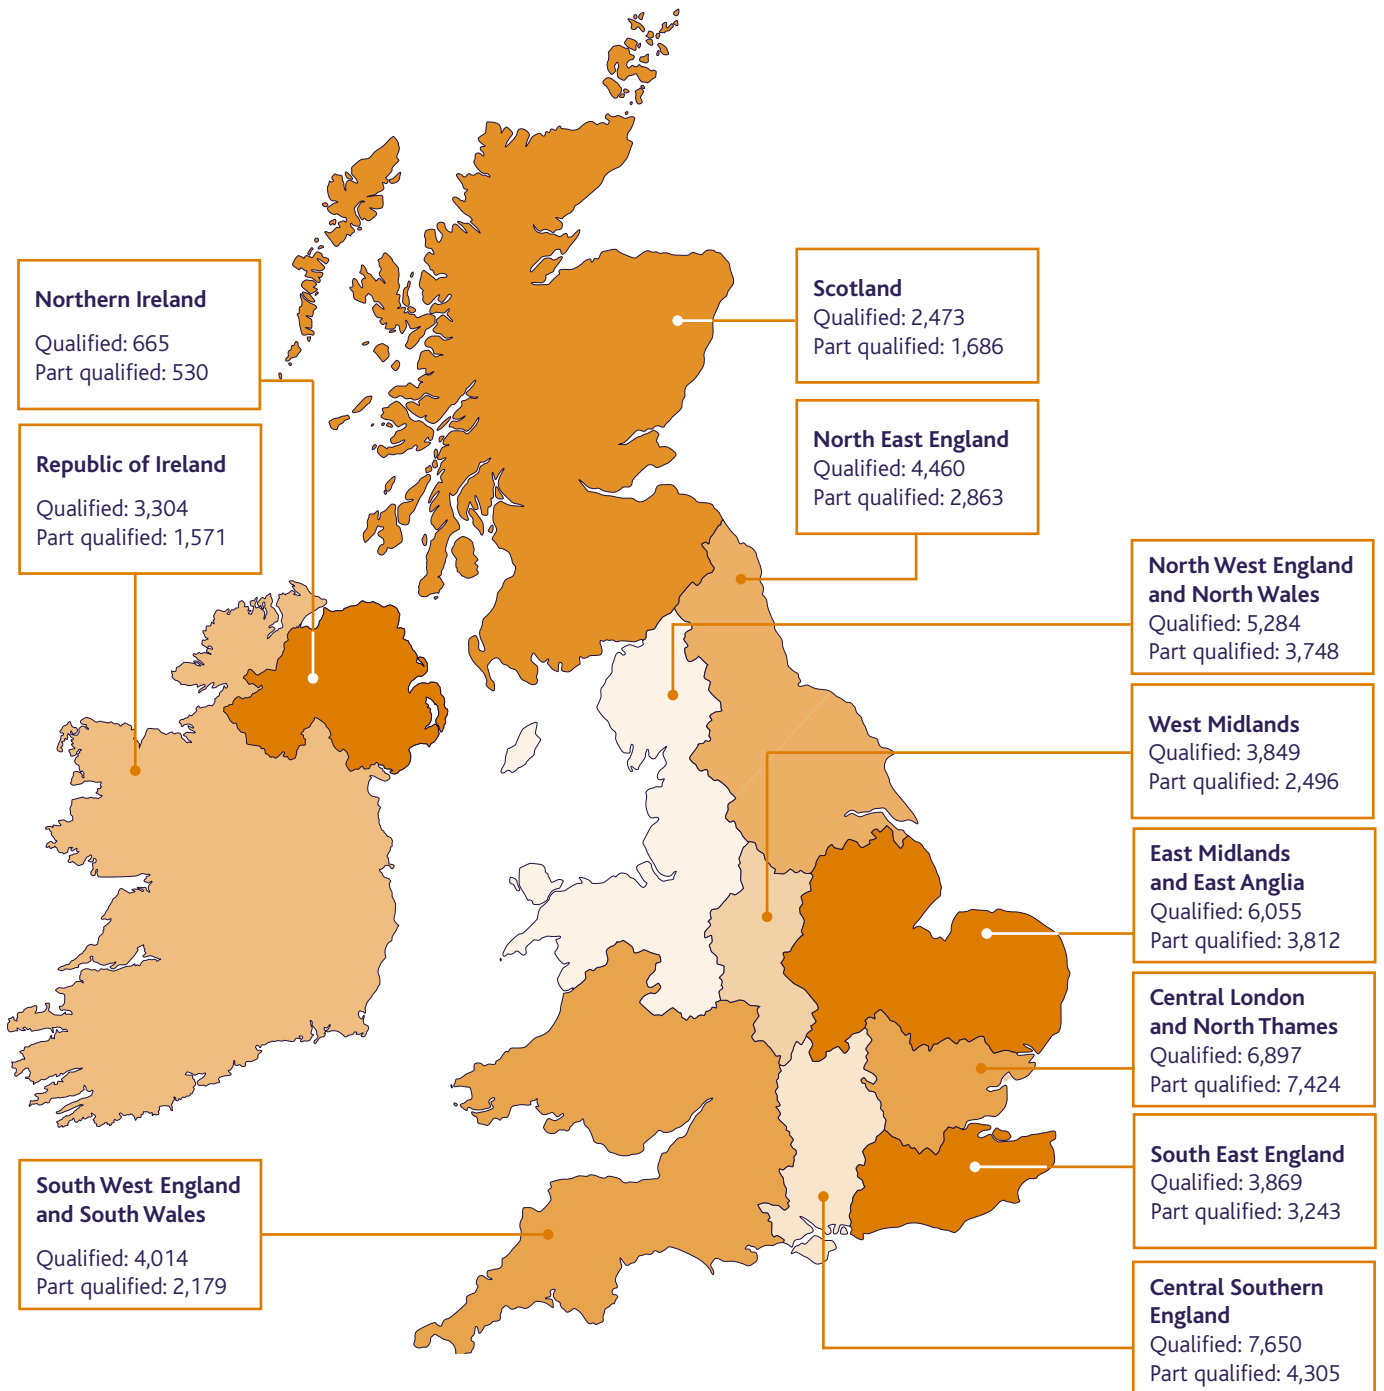 Northern Ireland
Qualified: 665
Part qualified: 530
Republic of Ireland
Qualified: 3,304
Part qualified: 1,571
South West England
and South Wales
Qualified: 4,014
Part qualified: 2,179
Scotland
Qualified: 2,473
Part qualified: 1,686
North East England
Qualified: 4,460
Part qualified: 2,863
North West England
and North Wales
Qualified: 5,284
Part qualified: 3,748
West Midlands
Qualified: 3,849
Part qualified: 2,496
East Midlands
and East Anglia
Qualified: 6,055
Part qualified: 3,812
Central London
and North Thames
Qualified: 6,897
Part qualified: 7,424
South East England
Qualified: 3,869
Part qualified: 3,243
Central Southern
England
Qualified: 7,650
Part qualified: 4,305